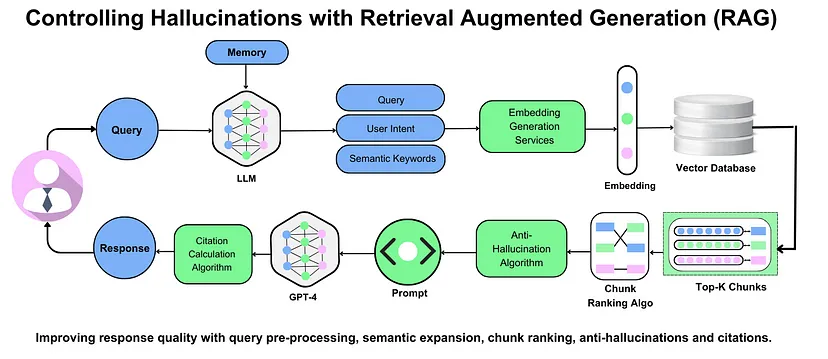 Controlling Hallucinations with Retrieval Augmented Generation (RAG)
Memory
Query
LLM
Query
User Intent
Semantic Keywords
Embedding
Generation
Services
Embedding
Vector Database
Response
Citation
Calculation
Algorithm
GPT-4
Prompt
Anti-
Hallucination
Algorithm
Chunk
Ranking Algo
Top-K Chunks
Improving response quality with query pre-processing, semantic expansion, chunk ranking, anti-hallucinations and citations.